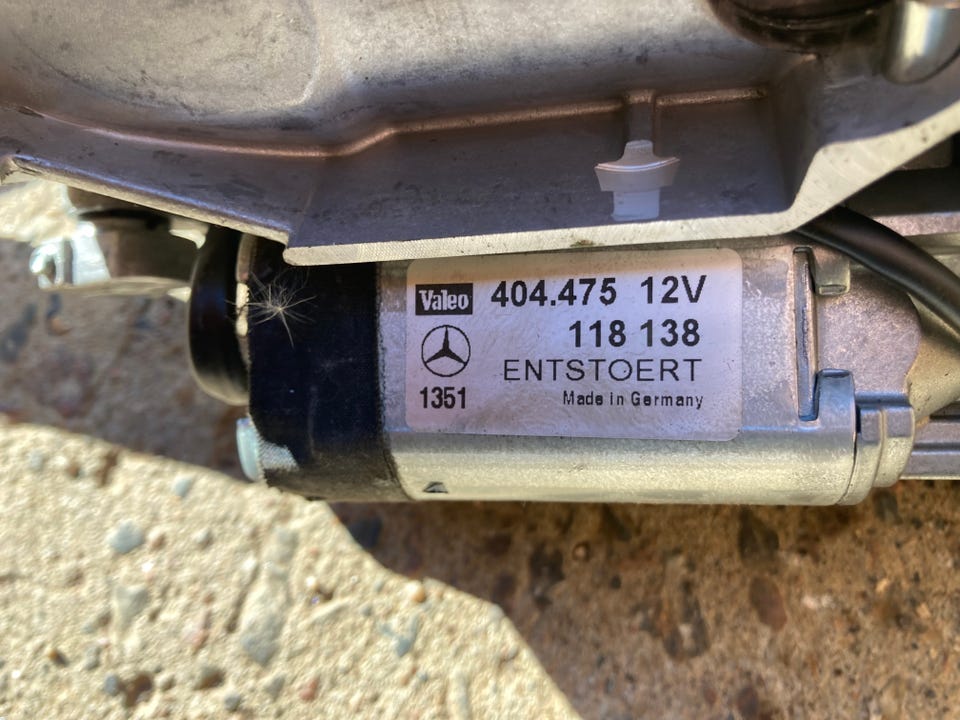 Valeo 404.475 12V
118 138
ENTSTOERT
1351 Made in Germany